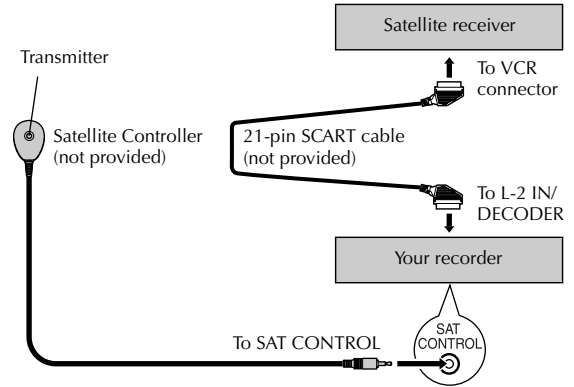 Satellite receiver
Transmitter
To VCR
connector
Satellite Controller
(not provided)
21-pin SCART cable
(not provided)
To L-2 IN/
DECODER
Your recorder
SAT
CONTROL
To SAT CONTROL